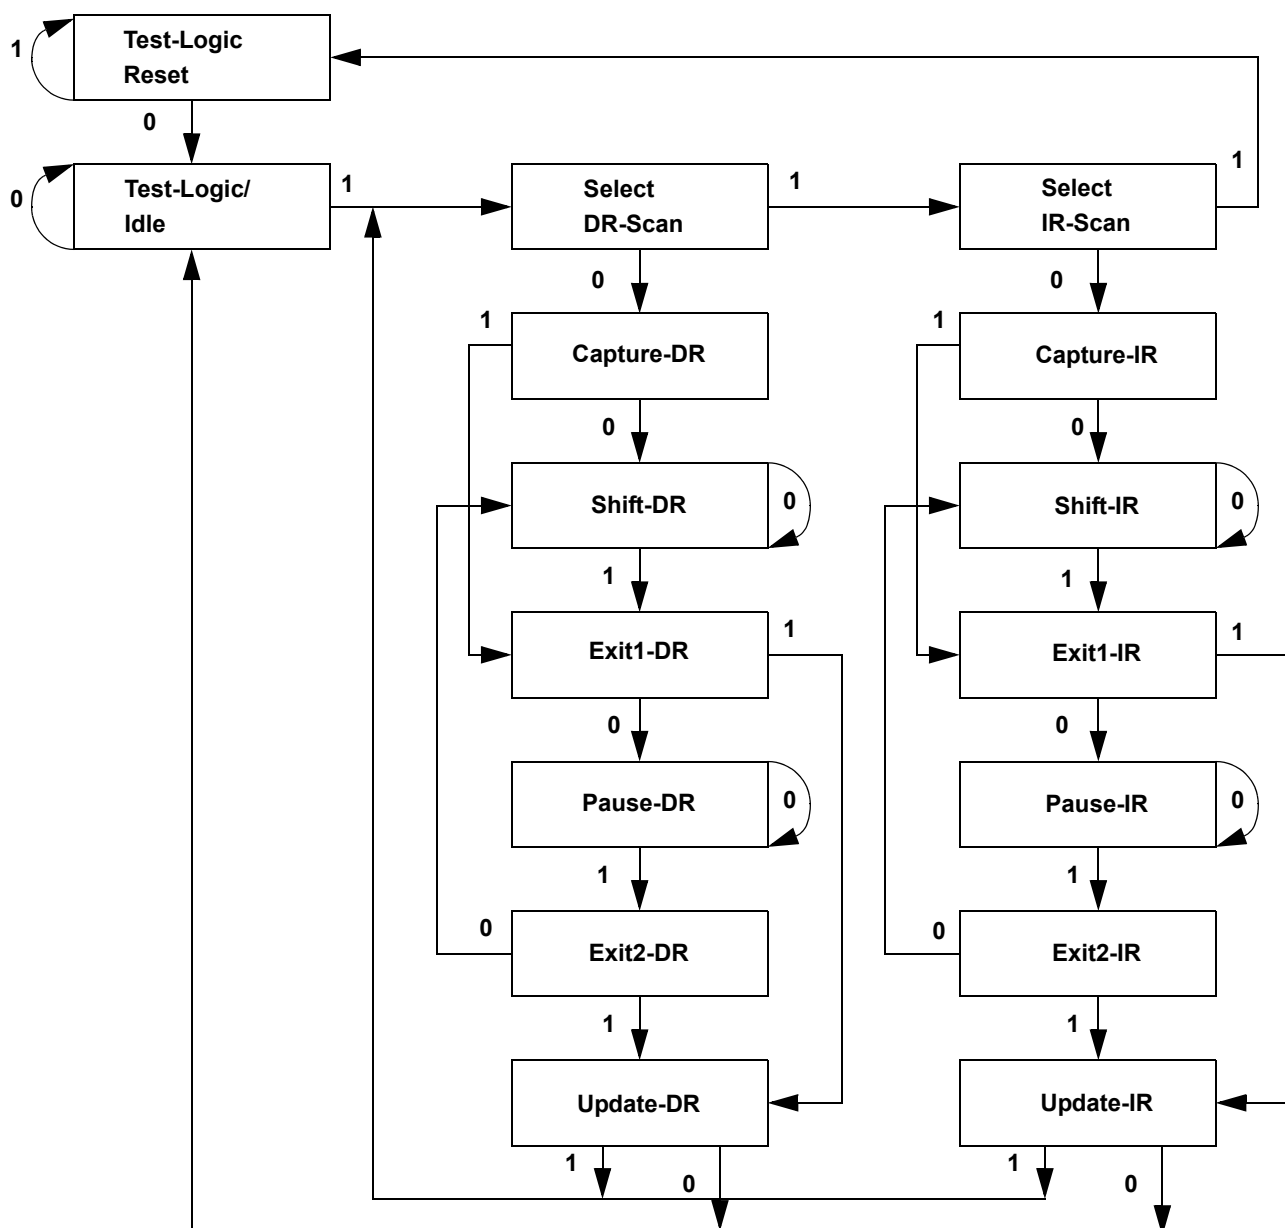 Test-Logic
Reset
1
0
Test-Logic/
Idle
0
1
Select
DR-Scan
1
Select
IR-Scan
1
0
0
1
Capture-DR
1
Capture-IR
0
0
Shift-DR
0
Shift-IR
0
1
1
Exit1-DR
1
Exit1-IR
1
0
0
Pause-DR
0
Pause-IR
0
1
1
0
Exit2-DR
0
Exit2-IR
1
1
Update-DR
Update-IR
1
0
1
0